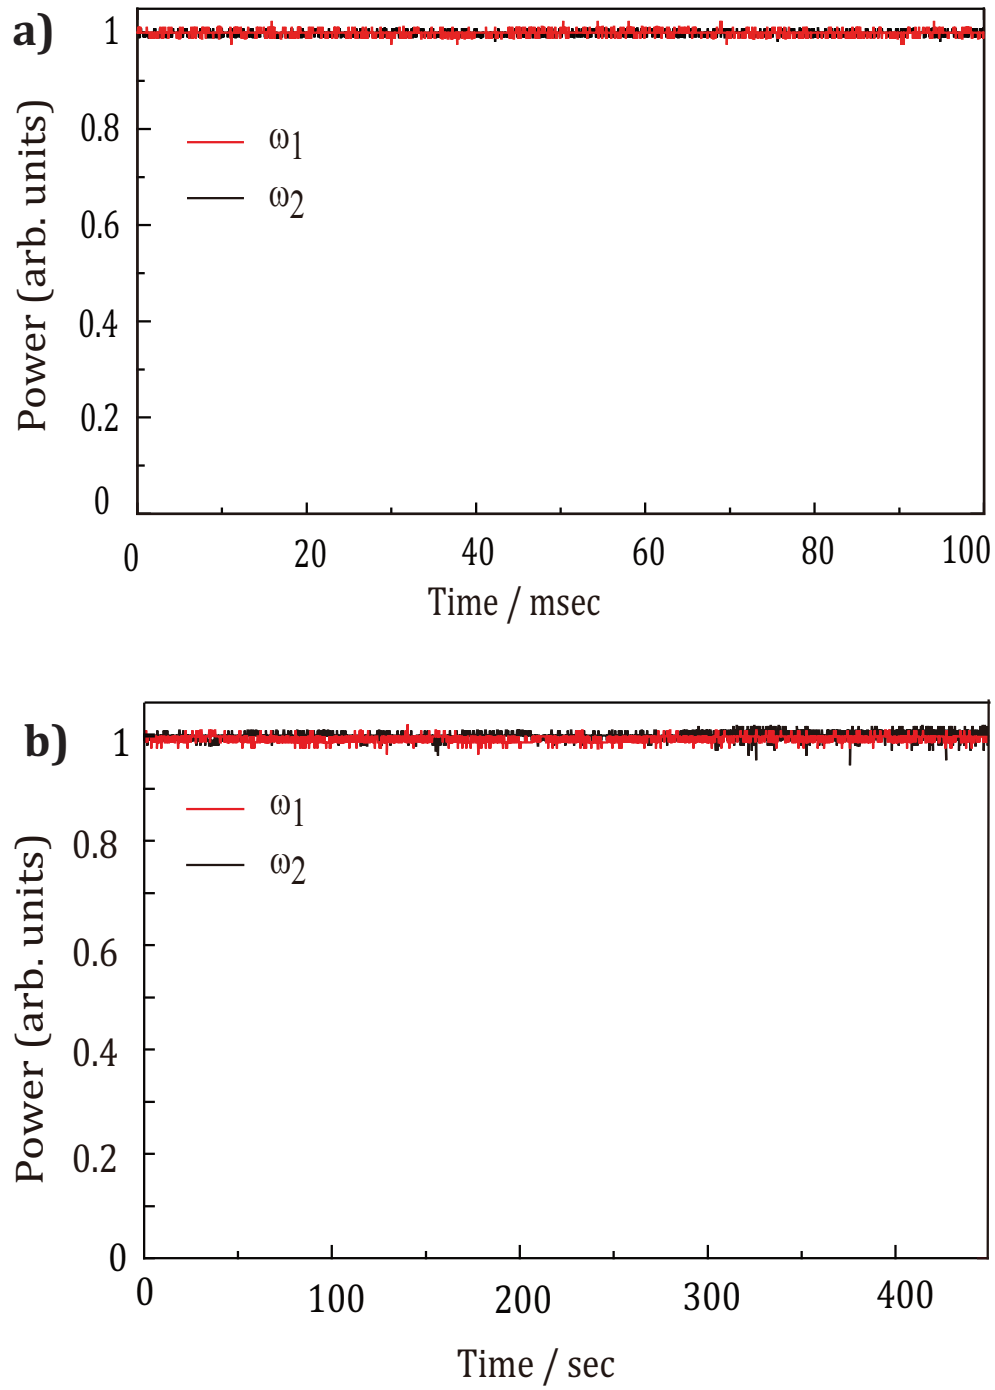 a)
Power (arb. units)
1
0.8
0.6
0.4
0.2
0
ω1
ω2
0 20 40 60 80 100
Time / msec
b)
Power (arb. units)
1
0.8
0.6
0.4
0.2
0
ω1
ω2
0 100 200 300 400
Time / sec